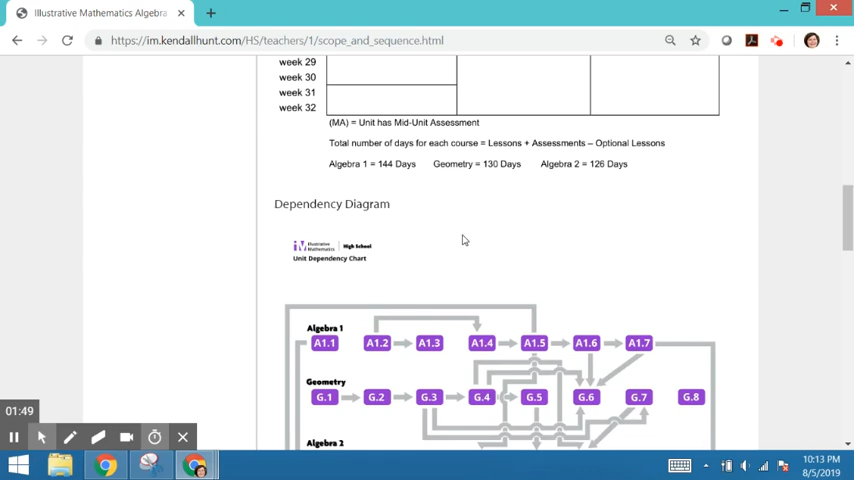 Illustrative Mathematics Algebra
https://im.kendallhunt.com/HS/teachers/1/scope_and_sequence.html
week 29
week 30
week 31
week 32
(MA) = Unit has Mid-Unit Assessment
Total number of days for each course = Lessons + Assessments – Optional Lessons
Algebra 1 = 144 Days Geometry = 130 Days Algebra 2 = 126 Days
Dependency Diagram
Illustrative
Mathematics
High School
Unit Dependency Chart
Algebra 1
A1.1 A1.2 A1.3 A1.4 A1.5 A1.6 A1.7
Geometry
G.1 G.2 G.3 G.4 G.5 G.6 G.7 G.8
Algebra 2
01:49
10:13 PM
8/5/2019